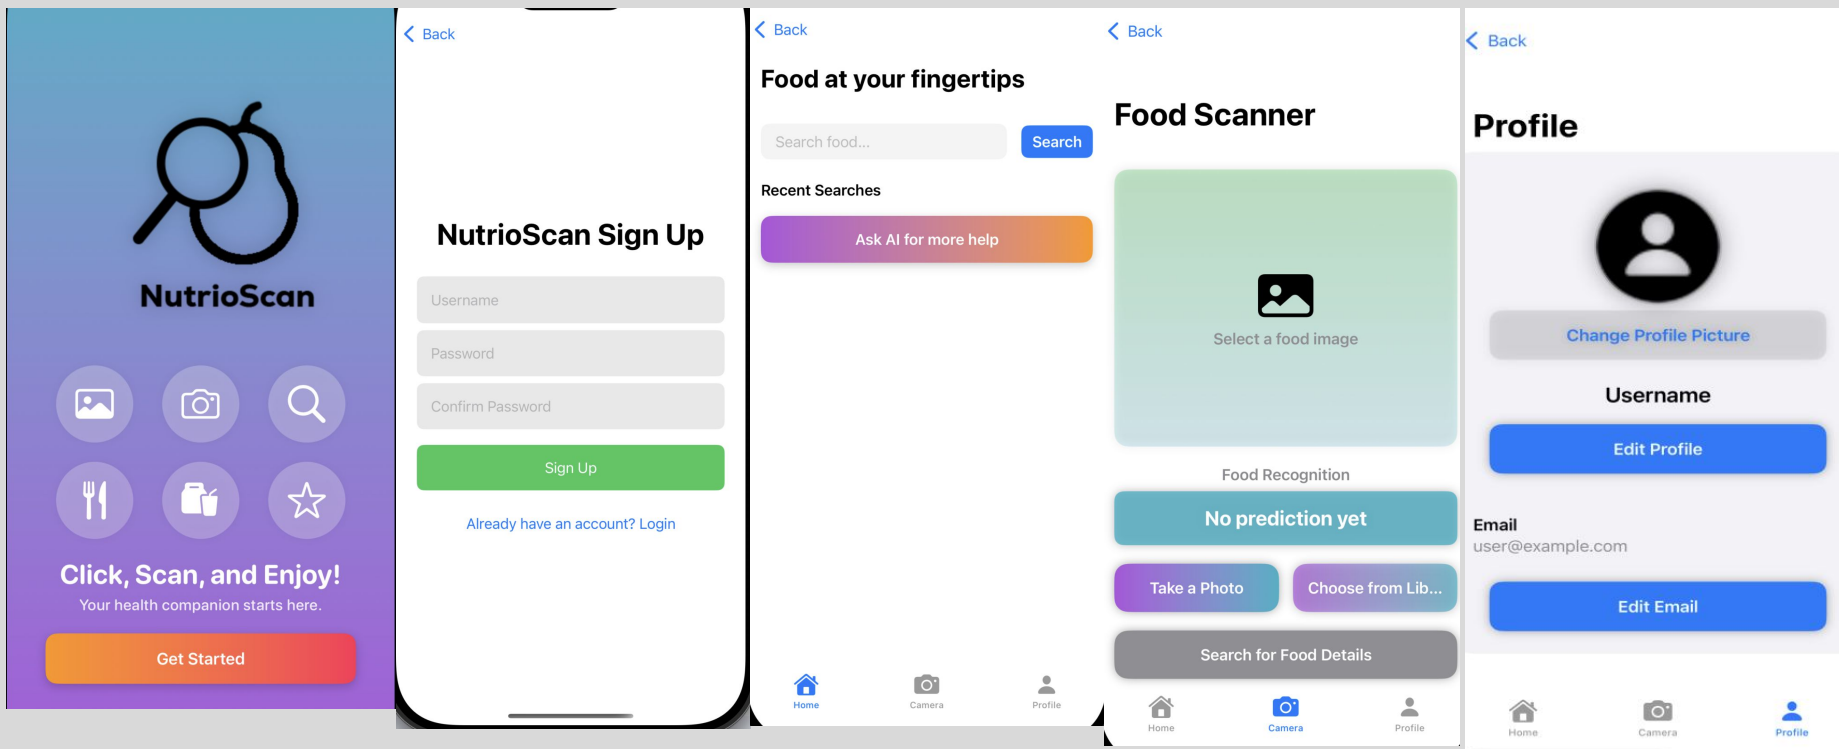 NutrioScan
Click, Scan, and Enjoy!
Your health companion starts here.
Get Started
Back
NutrioScan Sign Up
Username
Password
Confirm Password
Sign Up
Already have an account? Login
Back
Food at your fingertips
Search food...
Search
Recent Searches
Ask AI for more help
Home
Camera
Profile
Back
Food Scanner
Select a food image
Food Recognition
No prediction yet
Take a Photo
Choose from Lib...
Search for Food Details
Home
Camera
Profile
Back
Profile
Change Profile Picture
Username
Edit Profile
Email
user@example.com
Edit Email
Home
Camera
Profile